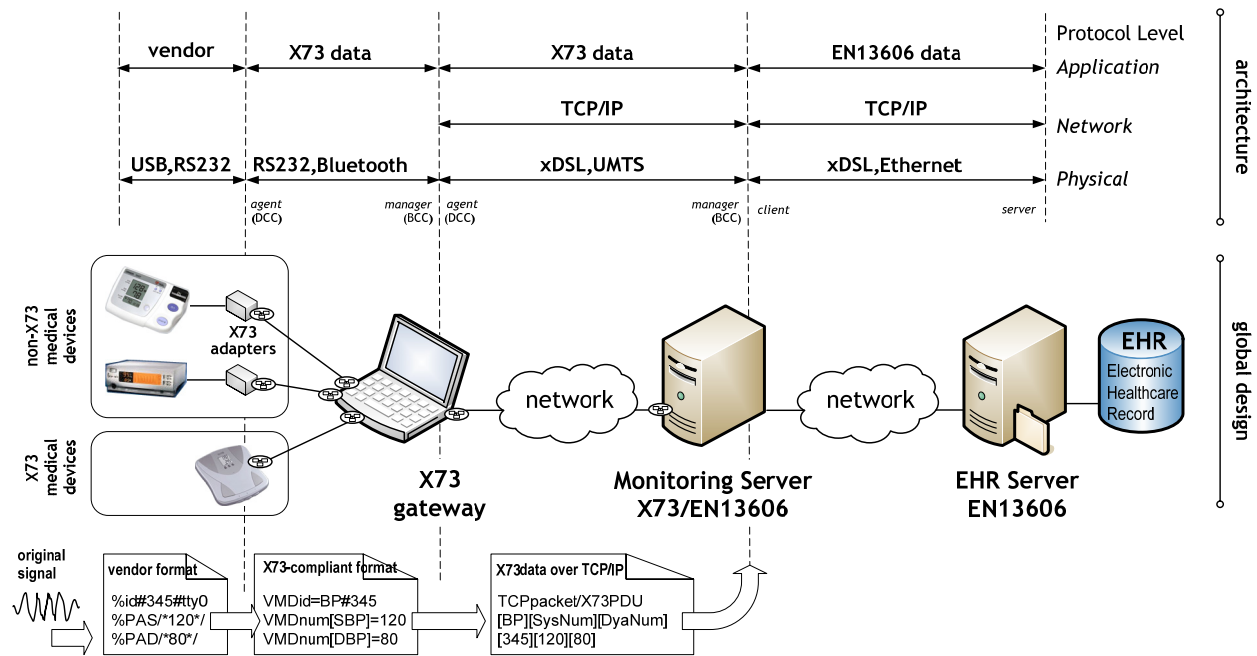 vendor
X73 data
X73 data
EN13606 data
Protocol Level
Application
TCP/IP
TCP/IP
Network
USB,RS232
RS232,Bluetooth
xDSL,UMTS
xDSL,Ethernet
Physical
agent
(DCC)
manager
(BCC)
agent
(DCC)
manager
(BCC)
client
server
architecture
non-X73
medical
devices
X73
adapters
X73
medical
devices
network
network
EHR
Electronic
Healthcare
Record
global design
X73
gateway
Monitoring Server
X73/EN13606
EHR Server
EN13606
original
signal
vendor format
%id#345#tty0
%PAS/*120*/
%PAD/*80*/
X73-compliant format
VMDid=BP#345
VMDnum[SBP]=120
VMDnum[DBP]=80
X73data over TCP/IP
TCPpacket/X73PDU
[BP][SysNum][DyaNum]
[345][120][80]